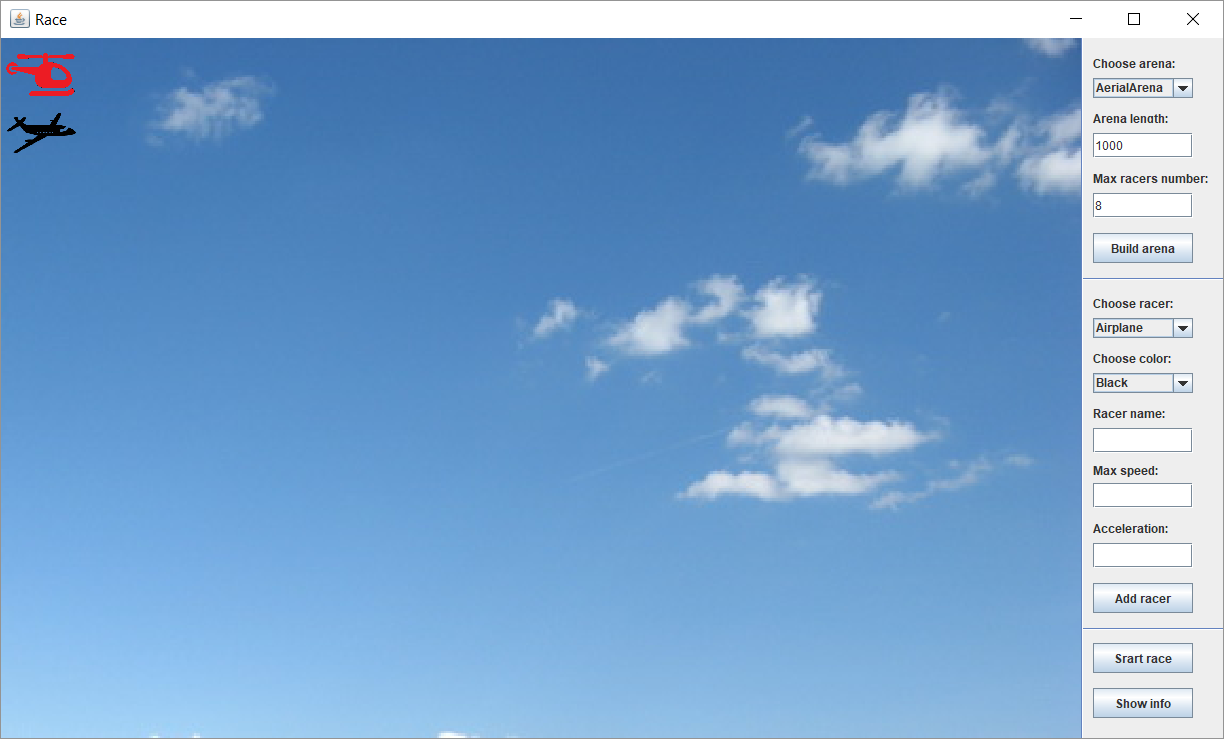 Race
Choose arena:
AerialArena
Arena length:
1000
Max racers number:
8
Build arena
Choose racer:
Airplane
Choose color:
Black
Racer name:
Max speed:
Acceleration:
Add racer
Srart race
Show info